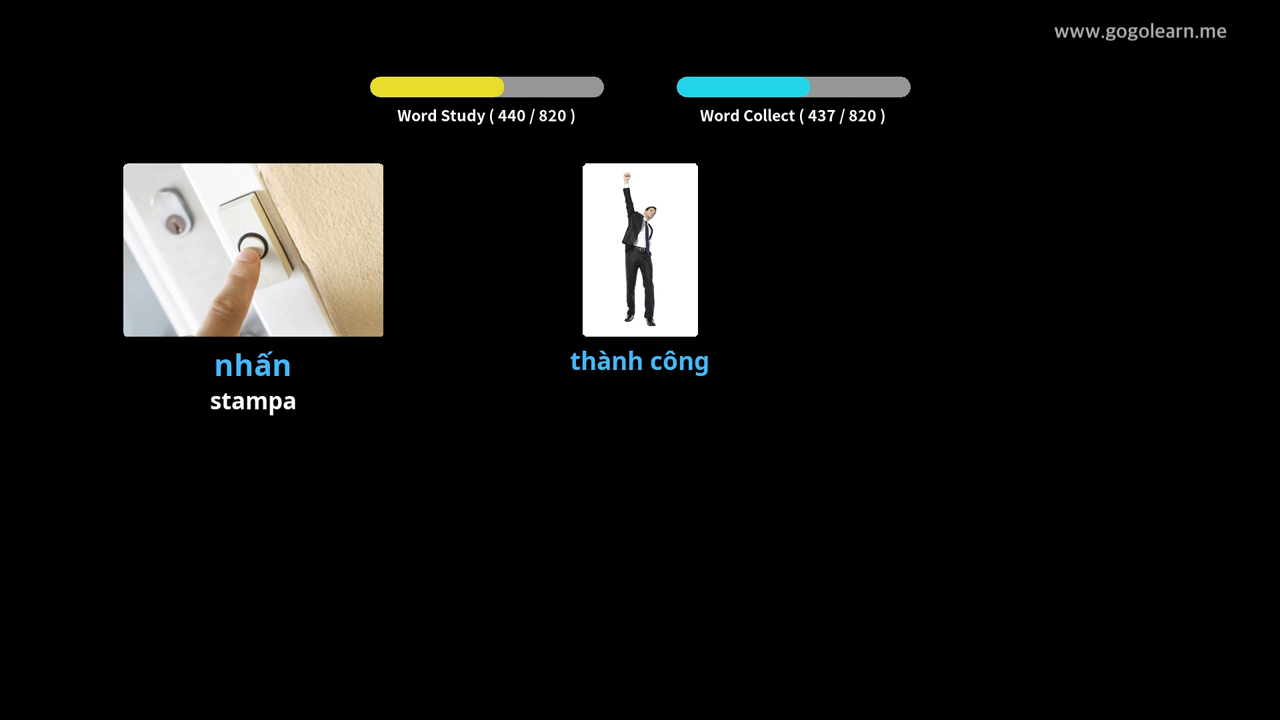 www.gogolearn.me
Word Study ( 440 / 820 )
Word Collect ( 437 / 820 )
nhấn
stampa
thành công